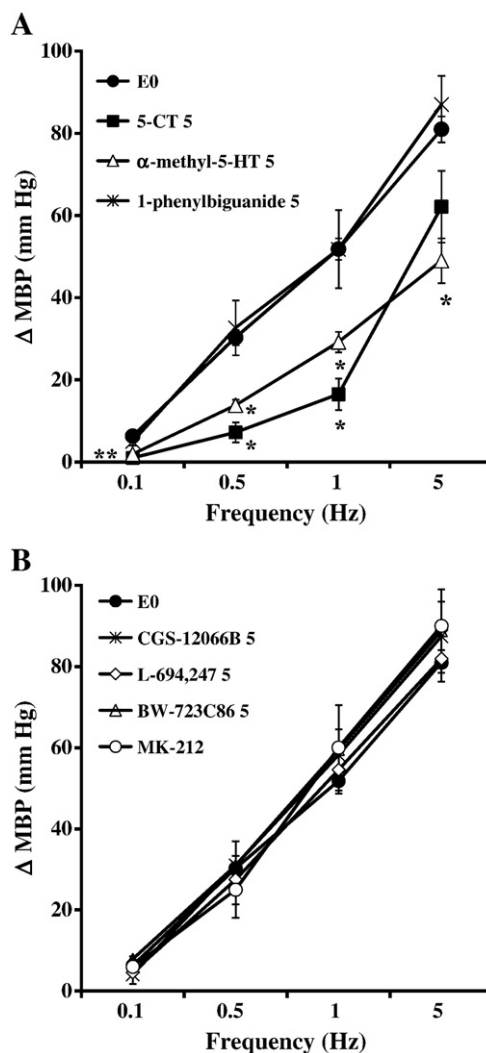 A
100
80
60
40
20
0
Δ MBP (mm Hg)
E0
5-CT 5
α-methyl-5-HT 5
1-phenylbiguanide 5
**
*
*
*
*
*
0.1 0.5 1 5
Frequency (Hz)
B
100
80
60
40
20
0
Δ MBP (mm Hg)
E0
CGS-12066B 5
L-694,247 5
BW-723C86 5
MK-212
0.1 0.5 1 5
Frequency (Hz)